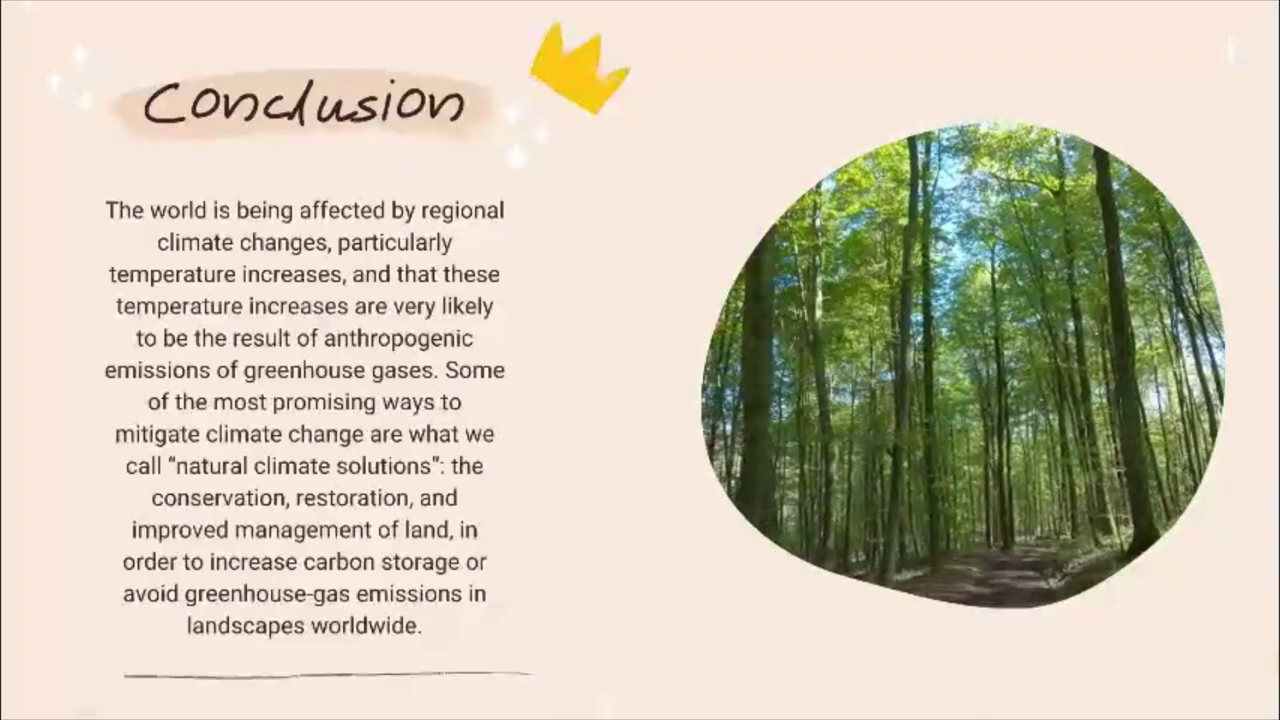 Conclusion
The world is being affected by regional
climate changes, particularly
temperature increases, and that these
temperature increases are very likely
to be the result of anthropogenic
emissions of greenhouse gases. Some
of the most promising ways to
mitigate climate change are what we
call “natural climate solutions”: the
conservation, restoration, and
improved management of land, in
order to increase carbon storage or
avoid greenhouse-gas emissions in
landscapes worldwide.